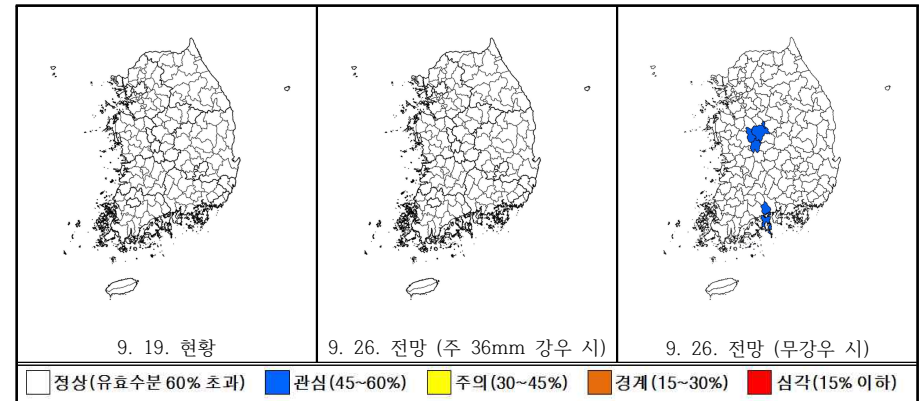 9. 19. 현황
9. 26. 전망 (주 36mm 강우 시)
9. 26. 전망 (무강우 시)
정상(유효수분 60% 초과) 관심(45~60%) 주의(30~45%) 경계(15~30%) 심각(15% 이하)